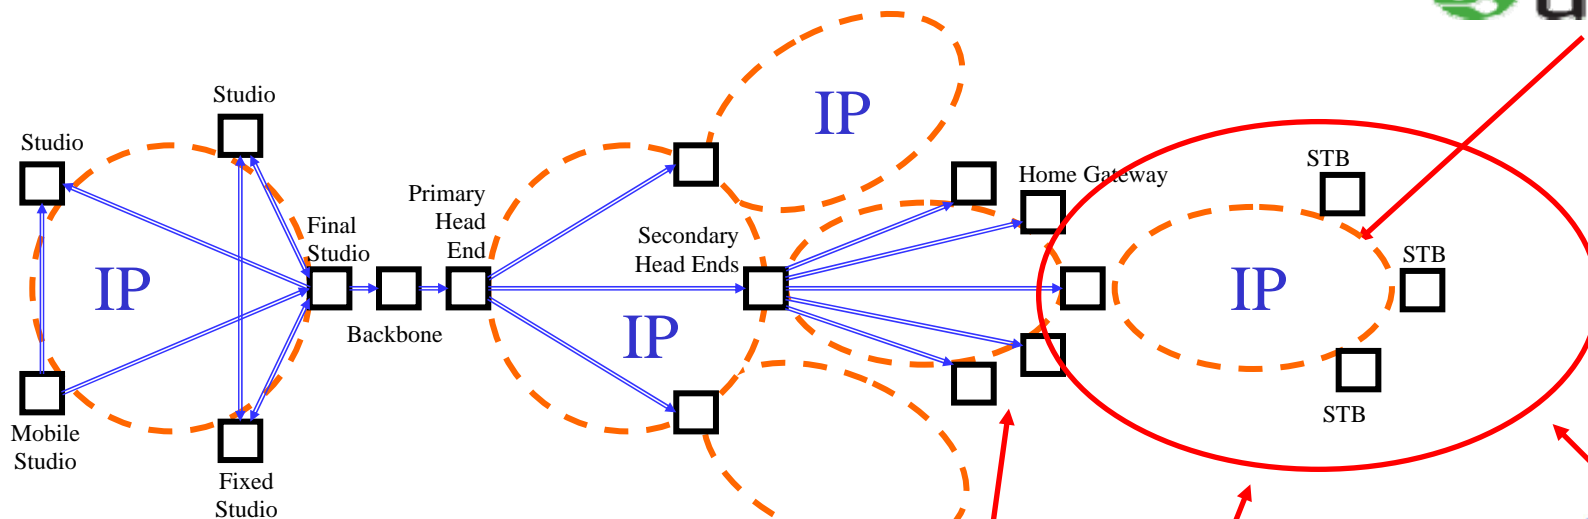 Studio
Studio
IP
Mobile
Studio
Fixed
Studio
Final
Studio
Backbone
Primary
Head
End
IP
IP
Secondary
Head Ends
Home Gateway
STB
IP
STB
STB